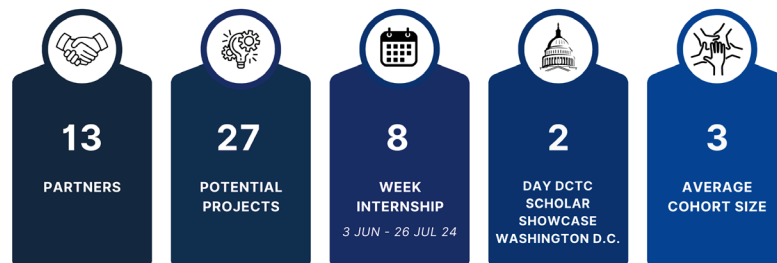 13
PARTNERS
27
POTENTIAL
PROJECTS
8
WEEK
INTERNSHIP
3 JUN - 26 JUL 24
2
DAY DCTC
SCHOLAR
SHOWCASE
WASHINGTON D.C.
3
AVERAGE
COHORT SIZE